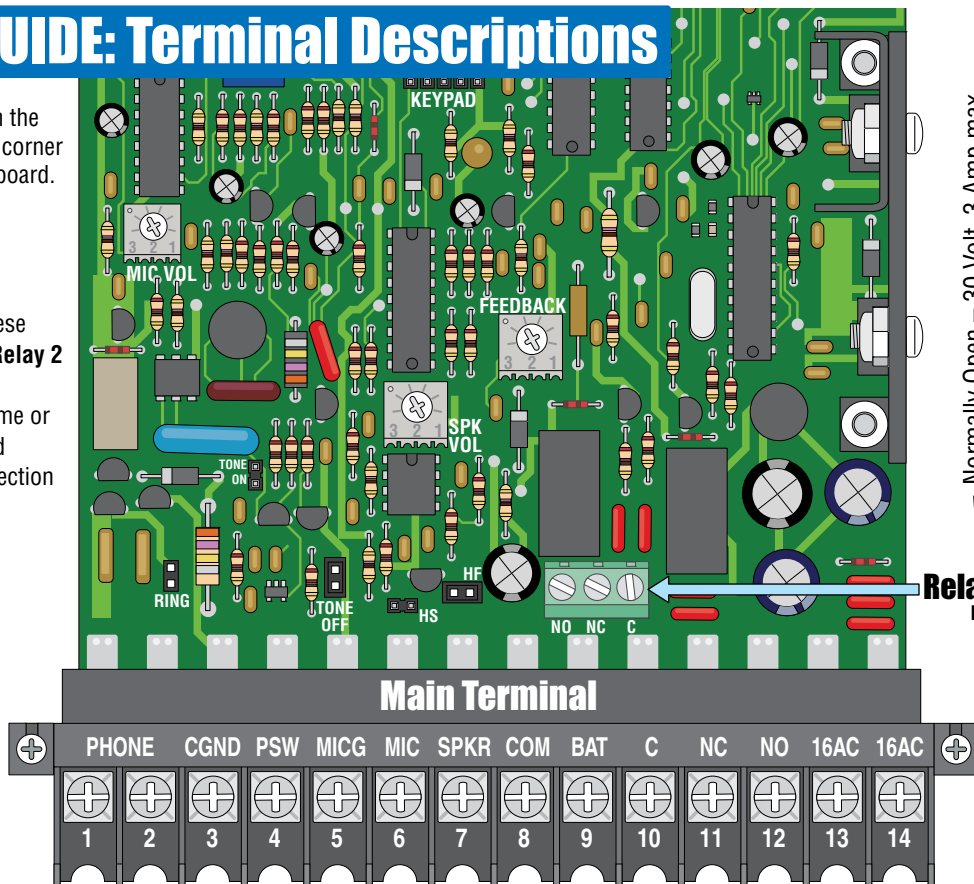 UIDE: Terminal Descriptions
n the
corner
board.
ese
Relay 2
me or
d
ection
KEYPAD
3 2 1
MIC VOL
FEEDBACK
3 2 1
3 2 1
SPK
VOL
TONE
ON
RING
TONE
OFF
HS
HF
NO NC C
Rela
Normally Open – 30 Volt, 3 Amp max
Main Terminal
PHONE CGND PSW MICG MIC SPKR COM BAT C NC NO 16AC 16AC
1 2 3 4 5 6 7 8 9 10 11 12 13 14